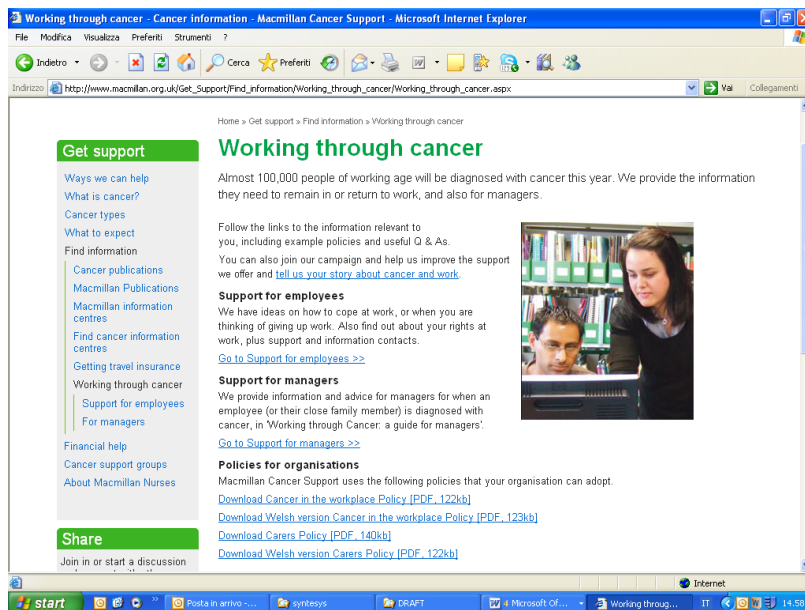 Working through cancer - Cancer information - Macmillan Cancer Support - Microsoft Internet Explorer
File Modifica Visualizza Preferiti Strumenti ?
Indietro Cerca Preferiti
Indirizzo http://www.macmillan.org.uk/Get_Support/Find_information/Working_through_cancer/Working_through_cancer.aspx Vai Collegamenti
Home » Get support » Find information » Working through cancer
Get support
Ways we can help
What is cancer?
Cancer types
What to expect
Find information
Cancer publications
Macmillan Publications
Macmillan information
centres
Find cancer information
centres
Getting travel insurance
Working through cancer
Support for employees
For managers
Financial help
Cancer support groups
About Macmillan Nurses
Share
Join in or start a discussion
Working through cancer
Almost 100,000 people of working age will be diagnosed with cancer this year. We provide the information
they need to remain in or return to work, and also for managers.
Follow the links to the information relevant to
you, including example policies and useful Q & As.
You can also join our campaign and help us improve the support
we offer and tell us your story about cancer and work.
Support for employees
We have ideas on how to cope at work, or when you are
thinking of giving up work. Also find out about your rights at
work, plus support and information contacts.
Go to Support for employees >>
Support for managers
We provide information and advice for managers for when an
employee (or their close family member) is diagnosed with
cancer, in 'Working through Cancer: a guide for managers'.
Go to Support for managers >>
Policies for organisations
Macmillan Cancer Support uses the following policies that your organisation can adopt.
Download Cancer in the workplace Policy [PDF, 122kb]
Download Welsh version Cancer in the workplace Policy [PDF, 123kb]
Download Carers Policy [PDF, 140kb]
Download Welsh version Carers Policy [PDF, 122kb]
Internet
start Posta in arrivo -... syntesys DRAFT 4 Microsoft Of... Working throug... IT 14.59